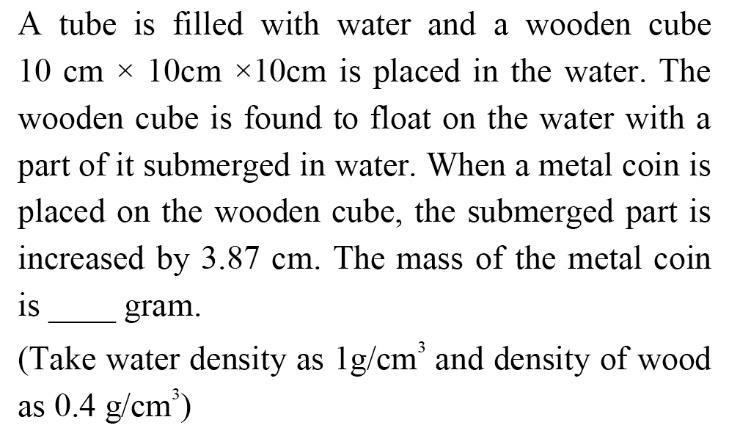 A tube is filled with water and a wooden cube
10 cm × 10cm ×10cm is placed in the water. The
wooden cube is found to float on the water with a
part of it submerged in water. When a metal coin is
placed on the wooden cube, the submerged part is
increased by 3.87 cm. The mass of the metal coin
is ____ gram.
(Take water density as 1g/cm³ and density of wood
as 0.4 g/cm³)